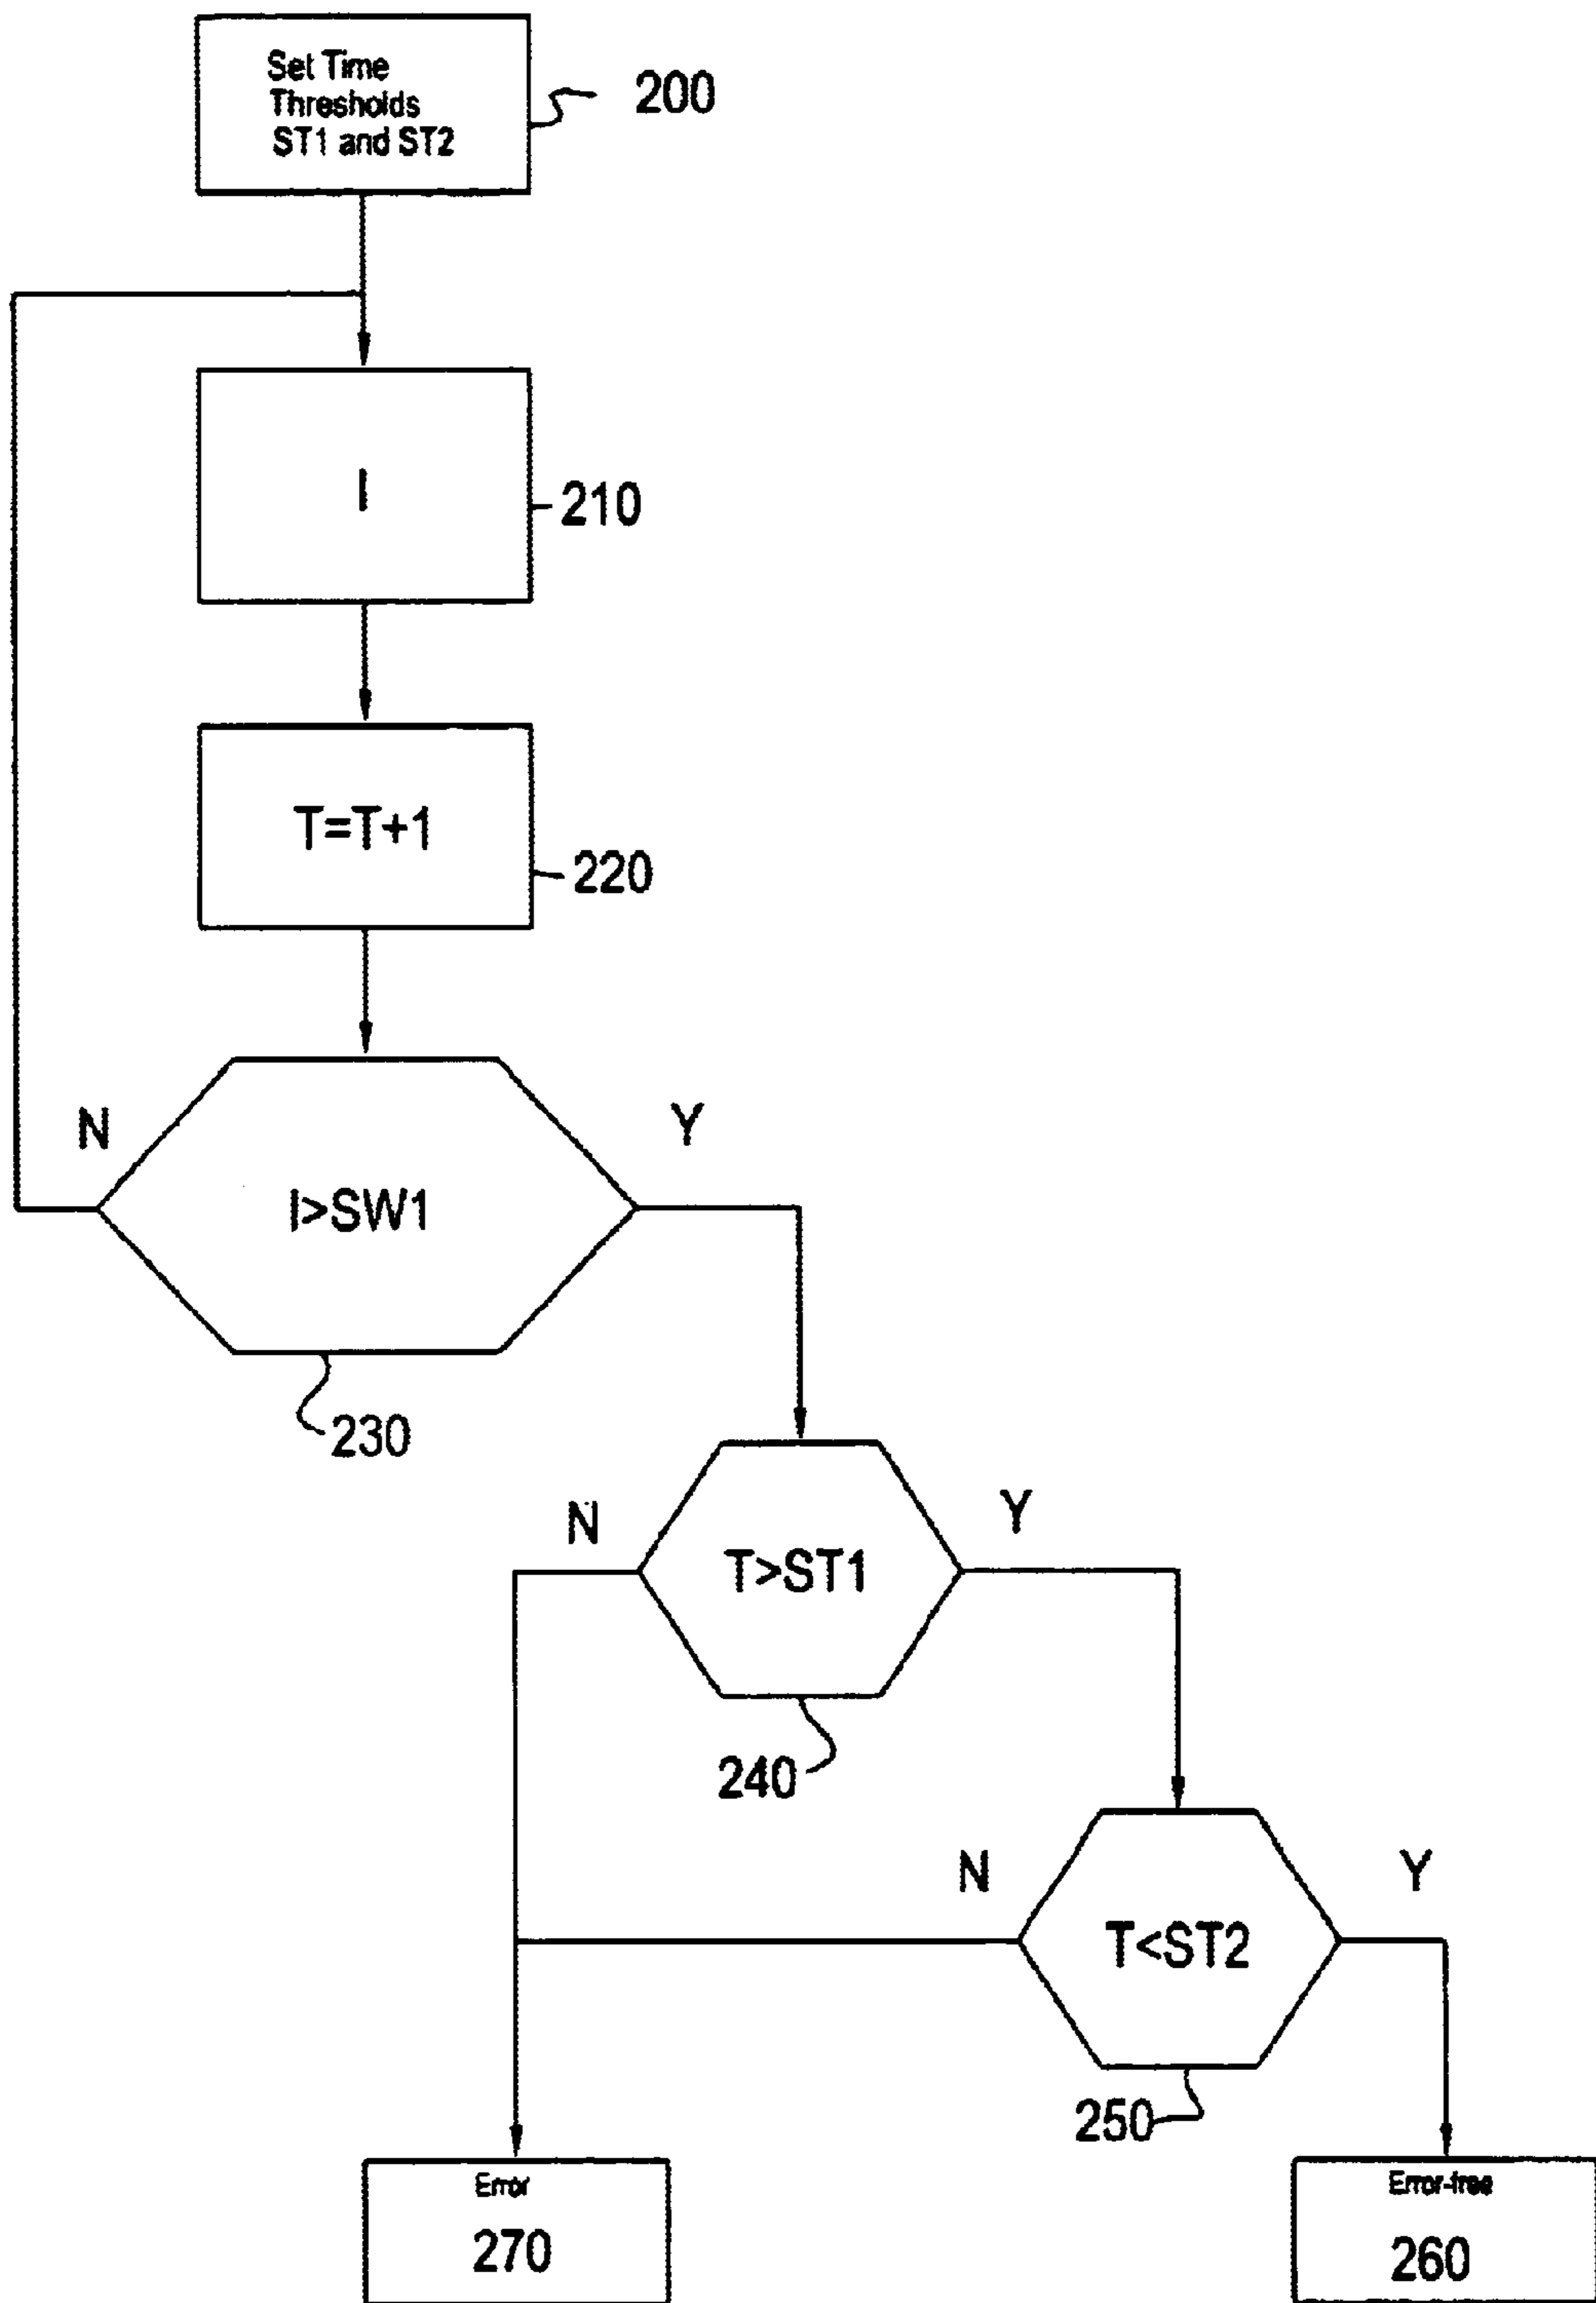 Set Time
Thresholds
ST1 and ST2
200
I
210
T=T+1
220
N
Y
I>SW1
230
N
Y
T>ST1
240
N
Y
T<ST2
250
Error
270
Error-free
260